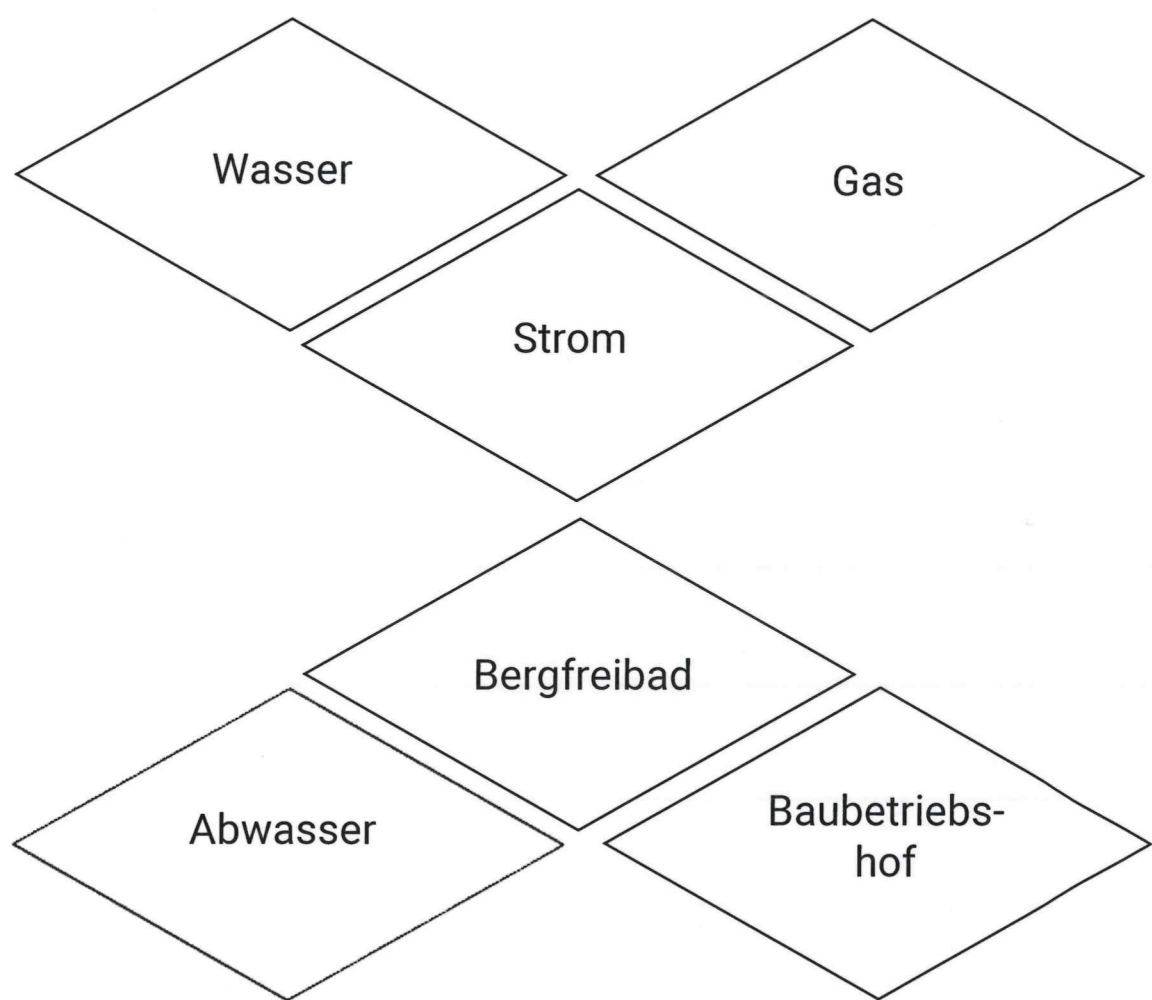 Wasser
Gas
Strom
Bergfreibad
Abwasser
Baubetriebs-
hof